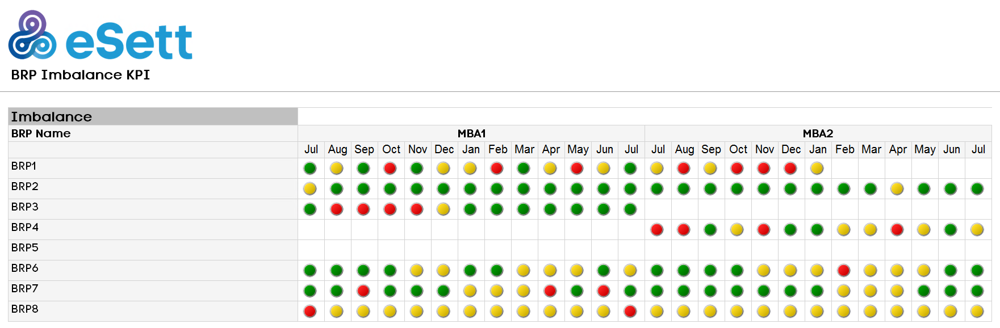 eSett
BRP Imbalance KPI
Imbalance
BRP Name MBA1 MBA2
Jul Aug Sep Oct Nov Dec Jan Feb Mar Apr May Jun Jul Jul Aug Sep Oct Nov Dec Jan Feb Mar Apr May Jun Jul
BRP1
BRP2
BRP3
BRP4
BRP5
BRP6
BRP7
BRP8